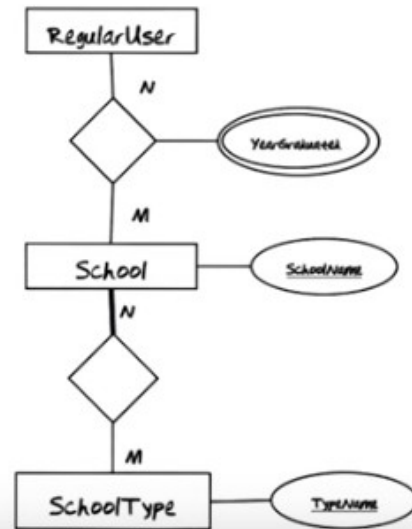 RegularUser
N
YearGraduated
M
School
SchoolName
N
M
SchoolType
TypeName